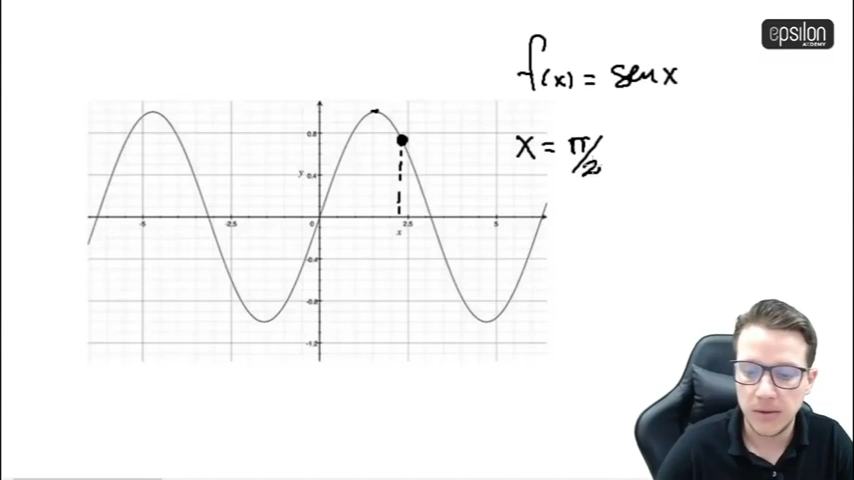 epsilon
ACADEMY
f(x) = sen x
x = π/2
0.8
y
0.4
-5
-2.5
0
2.5
5
x
-0.4
-0.8
-1.2